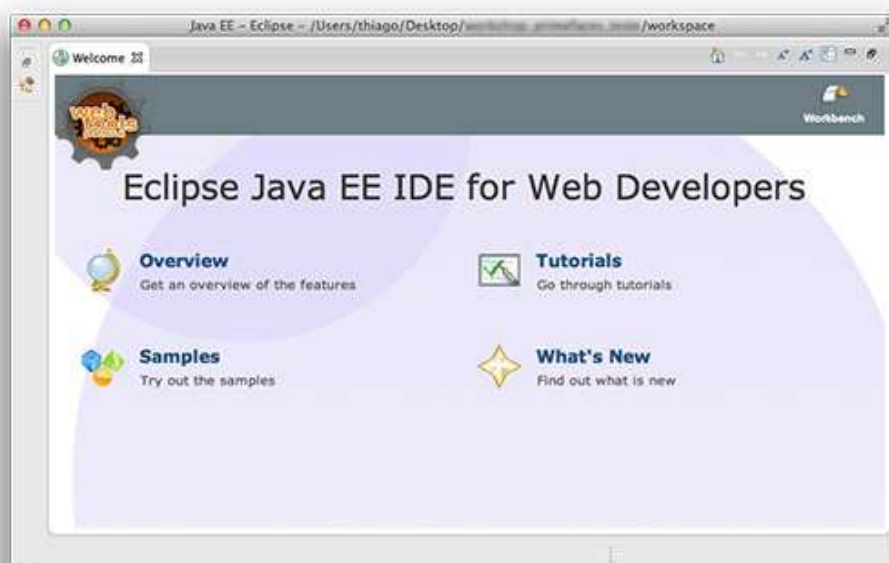 Java EE – Eclipse – /Users/thiago/Desktop/ /workspace
Welcome
web
tools
Workbench
Eclipse Java EE IDE for Web Developers
Overview
Get an overview of the features
Tutorials
Go through tutorials
Samples
Try out the samples
What's New
Find out what is new